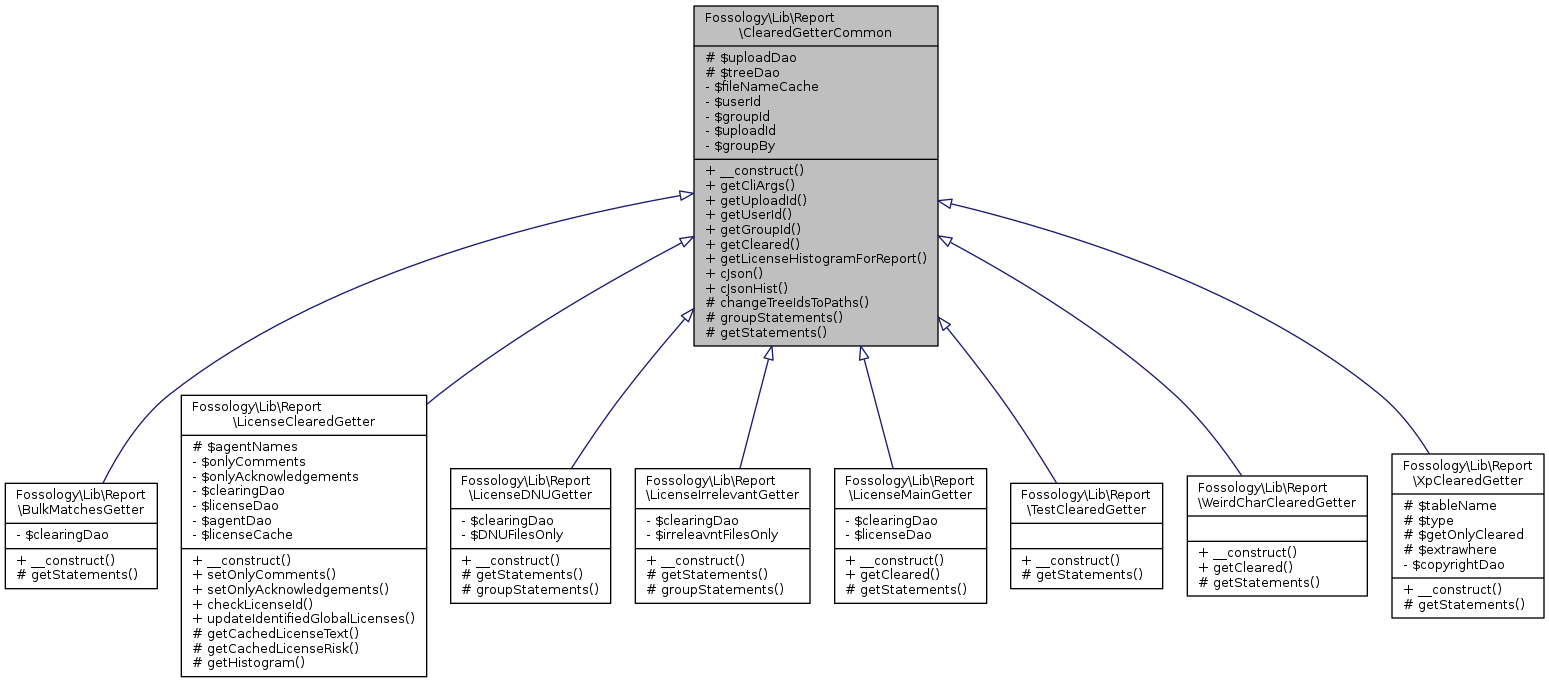 Fossology\Lib\Report
\ClearedGetterCommon
# $uploadDao
# $treeDao
- $fileNameCache
- $userId
- $groupId
- $uploadId
- $groupBy
+ __construct()
+ getCliArgs()
+ getUploadId()
+ getUserId()
+ getGroupId()
+ getCleared()
+ getLicenseHistogramForReport()
+ cJson()
+ cJsonHist()
# changeTreeIdsToPaths()
# groupStatements()
# getStatements()
Fossology\Lib\Report
\BulkMatchesGetter
- $clearingDao
+ __construct()
# getStatements()
Fossology\Lib\Report
\LicenseClearedGetter
# $agentNames
- $onlyComments
- $onlyAcknowledgements
- $clearingDao
- $licenseDao
- $agentDao
- $licenseCache
+ __construct()
+ setOnlyComments()
+ setOnlyAcknowledgements()
+ checkLicenseId()
+ updateIdentifiedGlobalLicenses()
# getCachedLicenseText()
# getCachedLicenseRisk()
# getHistogram()
Fossology\Lib\Report
\LicenseDNUGetter
- $clearingDao
- $DNUFilesOnly
+ __construct()
# getStatements()
# groupStatements()
Fossology\Lib\Report
\LicenseIrrelevantGetter
- $clearingDao
- $irreleavntFilesOnly
+ __construct()
# getStatements()
# groupStatements()
Fossology\Lib\Report
\LicenseMainGetter
- $clearingDao
- $licenseDao
+ __construct()
+ getCleared()
# getStatements()
Fossology\Lib\Report
\TestClearedGetter
+ __construct()
# getStatements()
Fossology\Lib\Report
\WeirdCharClearedGetter
+ __construct()
+ getCleared()
# getStatements()
Fossology\Lib\Report
\XpClearedGetter
# $tableName
# $type
# $getOnlyCleared
# $extrawhere
- $copyrightDao
+ __construct()
# getStatements()